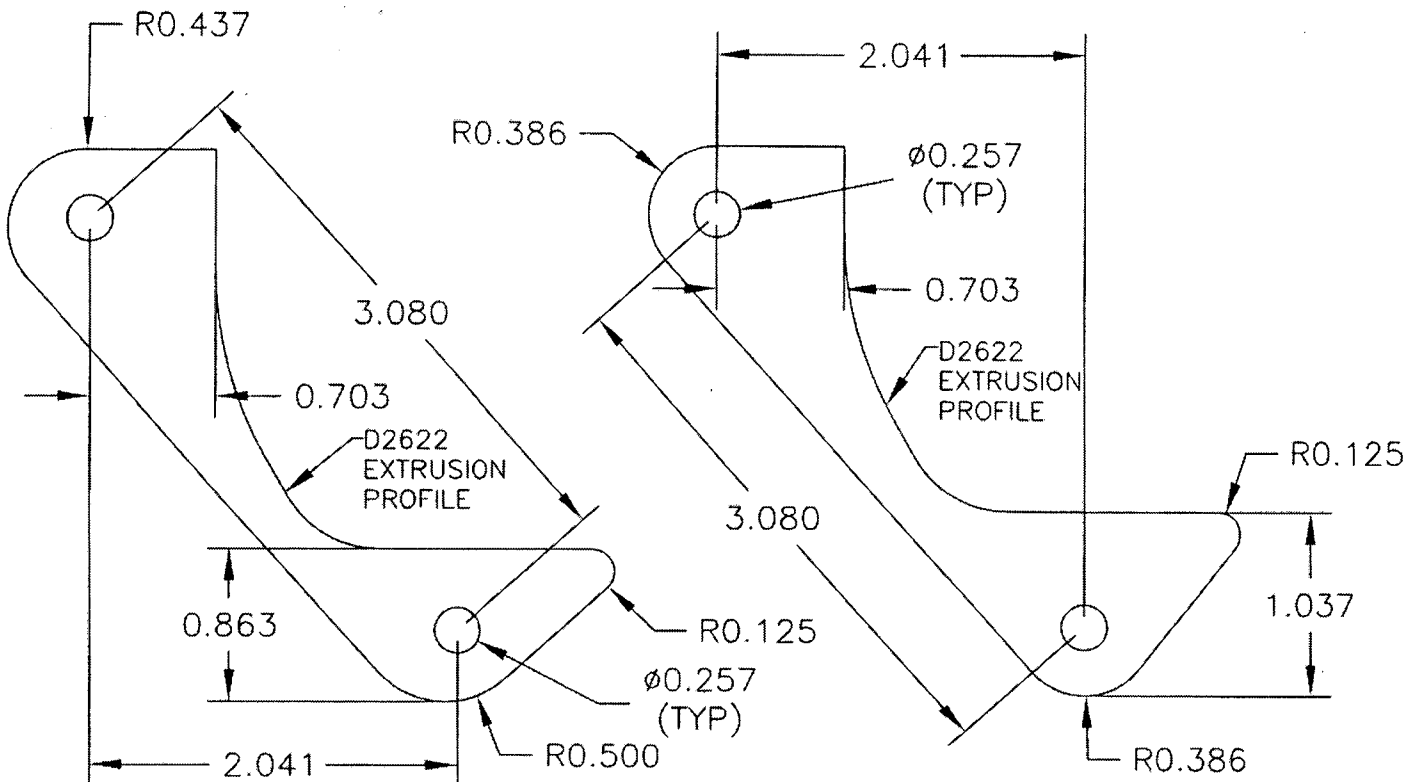 R0.437
3.080
0.703
D2622
EXTRUSION
PROFILE
0.863
R0.125
ø0.257
(TYP)
R0.500
2.041
2.041
R0.386
ø0.257
(TYP)
0.703
D2622
EXTRUSION
PROFILE
3.080
R0.125
1.037
R0.386